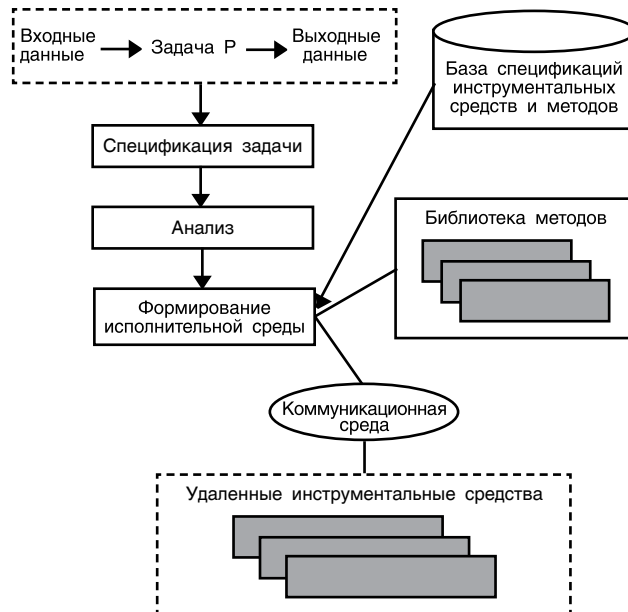 Входные данные
Задача P
Выходные данные
База спецификаций
инструментальных
средств и методов
Спецификация задачи
Анализ
Библиотека методов
Формирование
исполнительной среды
Коммуникационная
среда
Удаленные инструментальные средства